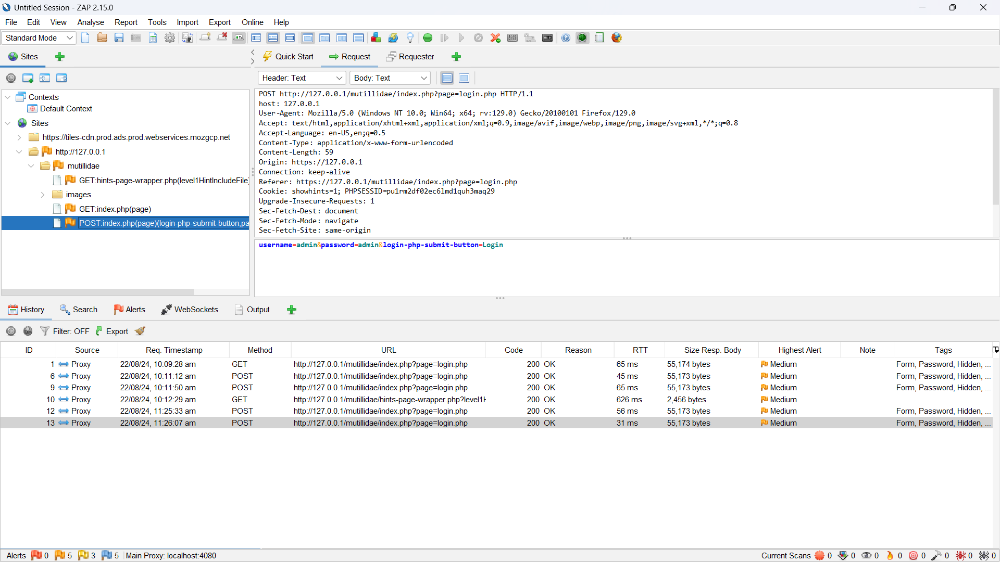 Untitled Session - ZAP 2.15.0
File Edit View Analyse Report Tools Import Export Online Help
Standard Mode
Sites
Quick Start Request Requester
Header: Text Body: Text
Contexts
Default Context
Sites
https://tiles-cdn.prod.ads.prod.webservices.mozgcp.net
http://127.0.0.1
mutillidae
GET:hints-page-wrapper.php(level1HintIncludeFile
images
GET:index.php(page)
POST:index.php(page)(login-php-submit-button,pa
POST http://127.0.0.1/mutillidae/index.php?page=login.php HTTP/1.1
host: 127.0.0.1
User-Agent: Mozilla/5.0 (Windows NT 10.0; Win64; x64; rv:129.0) Gecko/20100101 Firefox/129.0
Accept: text/html,application/xhtml+xml,application/xml;q=0.9,image/avif,image/webp,image/png,image/svg+xml,*/*;q=0.8
Accept-Language: en-US,en;q=0.5
Content-Type: application/x-www-form-urlencoded
Content-Length: 59
Origin: https://127.0.0.1
Connection: keep-alive
Referer: https://127.0.0.1/mutillidae/index.php?page=login.php
Cookie: showhints=1; PHPSESSID=pu1rm2df02ec6lmd1quh3maq29
Upgrade-Insecure-Requests: 1
Sec-Fetch-Dest: document
Sec-Fetch-Mode: navigate
Sec-Fetch-Site: same-origin
username=admin&password=admin&login-php-submit-button=Login
History Search Alerts WebSockets Output
Filter: OFF Export
ID Source Req. Timestamp Method URL Code Reason RTT Size Resp. Body Highest Alert Note Tags
1 Proxy 22/08/24, 10:09:28 am GET http://127.0.0.1/mutillidae/index.php?page=login.php 200 OK 65 ms 55,174 bytes Medium Form, Password, Hidden, ...
6 Proxy 22/08/24, 10:11:12 am POST http://127.0.0.1/mutillidae/index.php?page=login.php 200 OK 45 ms 55,173 bytes Medium Form, Password, Hidden, ...
9 Proxy 22/08/24, 10:11:50 am POST http://127.0.0.1/mutillidae/index.php?page=login.php 200 OK 65 ms 55,173 bytes Medium Form, Password, Hidden, ...
10 Proxy 22/08/24, 10:12:29 am GET http://127.0.0.1/mutillidae/hints-page-wrapper.php?level1H 200 OK 626 ms 2,456 bytes Medium
12 Proxy 22/08/24, 11:25:33 am POST http://127.0.0.1/mutillidae/index.php?page=login.php 200 OK 56 ms 55,173 bytes Medium Form, Password, Hidden, ...
13 Proxy 22/08/24, 11:26:07 am POST http://127.0.0.1/mutillidae/index.php?page=login.php 200 OK 31 ms 55,173 bytes Medium Form, Password, Hidden, ...
Alerts 0 5 3 5 Main Proxy: localhost:4080 Current Scans 0 0 0 0 0 0 0 0